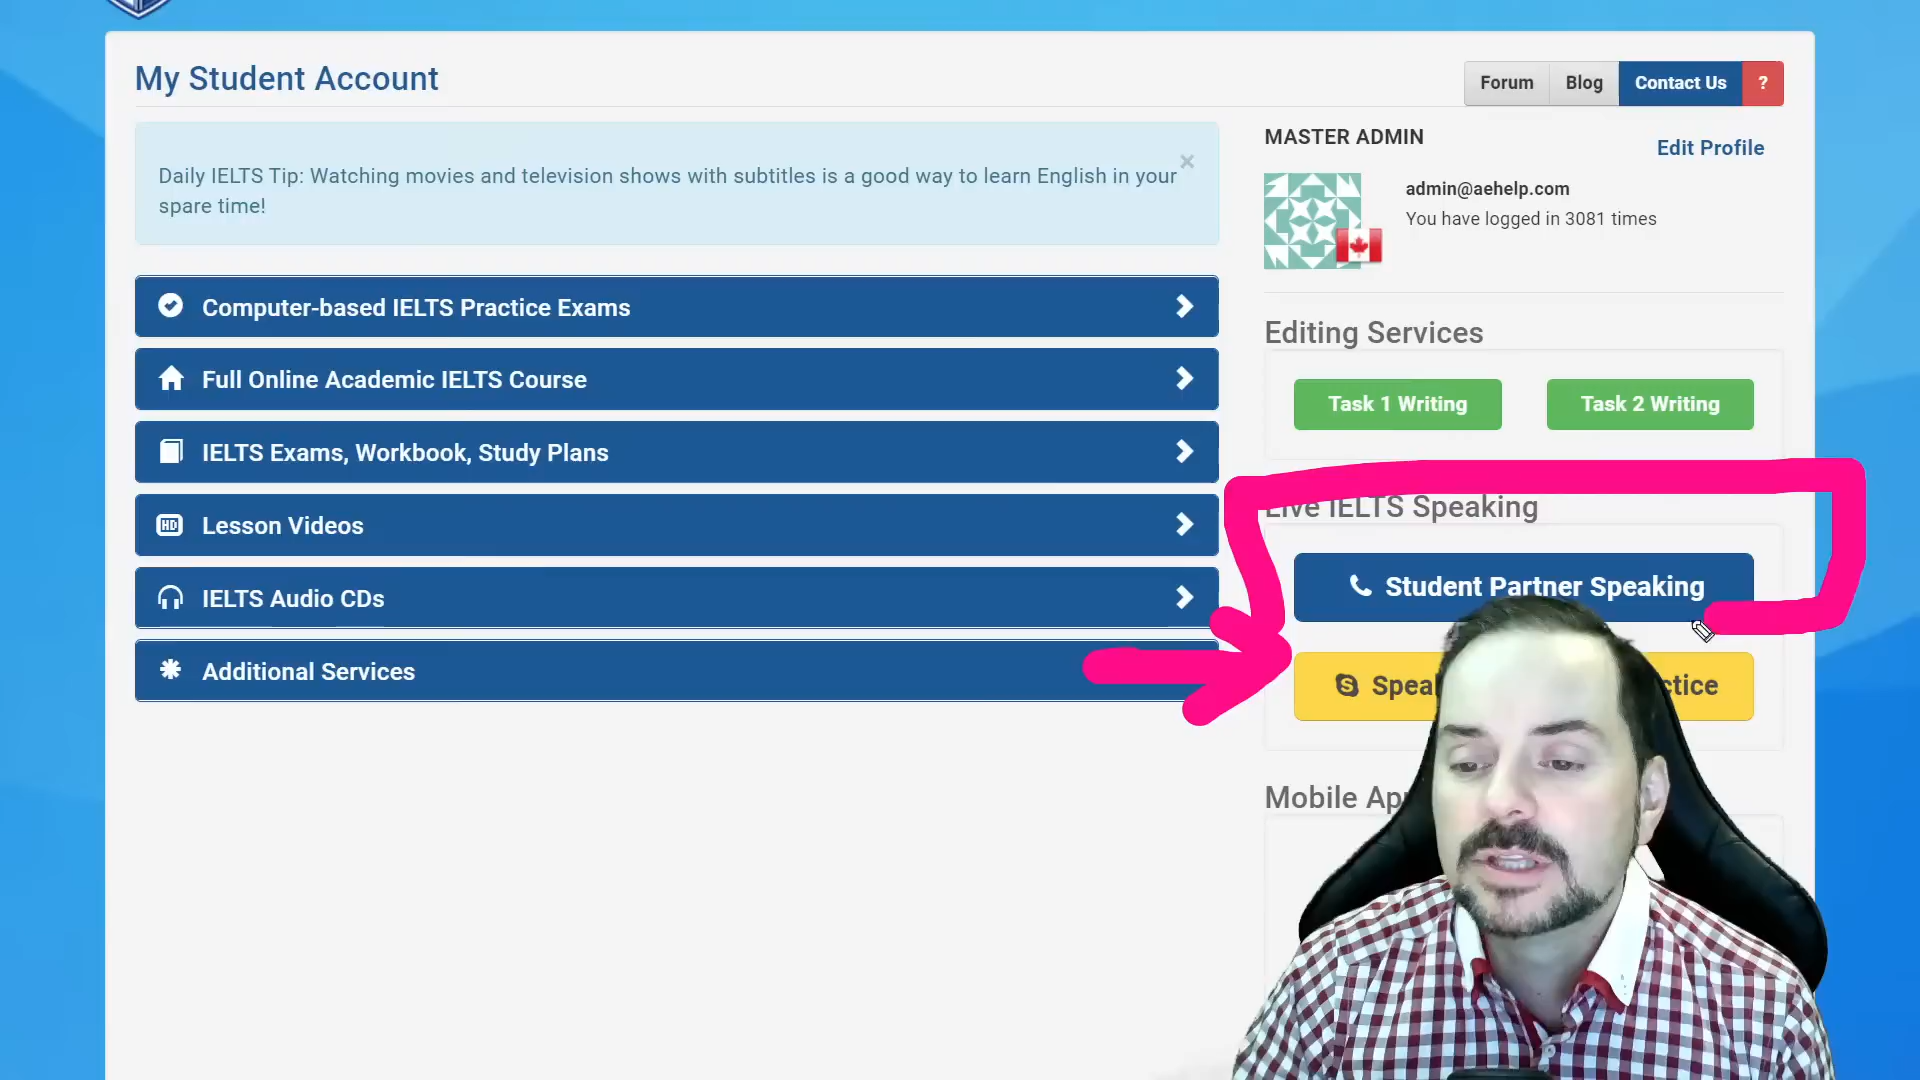 My Student Account
Forum
Blog
Contact Us
?
Daily IELTS Tip: Watching movies and television shows with subtitles is a good way to learn English in your
spare time!
×
MASTER ADMIN
Edit Profile
admin@aehelp.com
You have logged in 3081 times
Computer-based IELTS Practice Exams
Full Online Academic IELTS Course
IELTS Exams, Workbook, Study Plans
HD Lesson Videos
IELTS Audio CDs
Additional Services
Editing Services
Task 1 Writing
Task 2 Writing
Live IELTS Speaking
Student Partner Speaking
Mobile